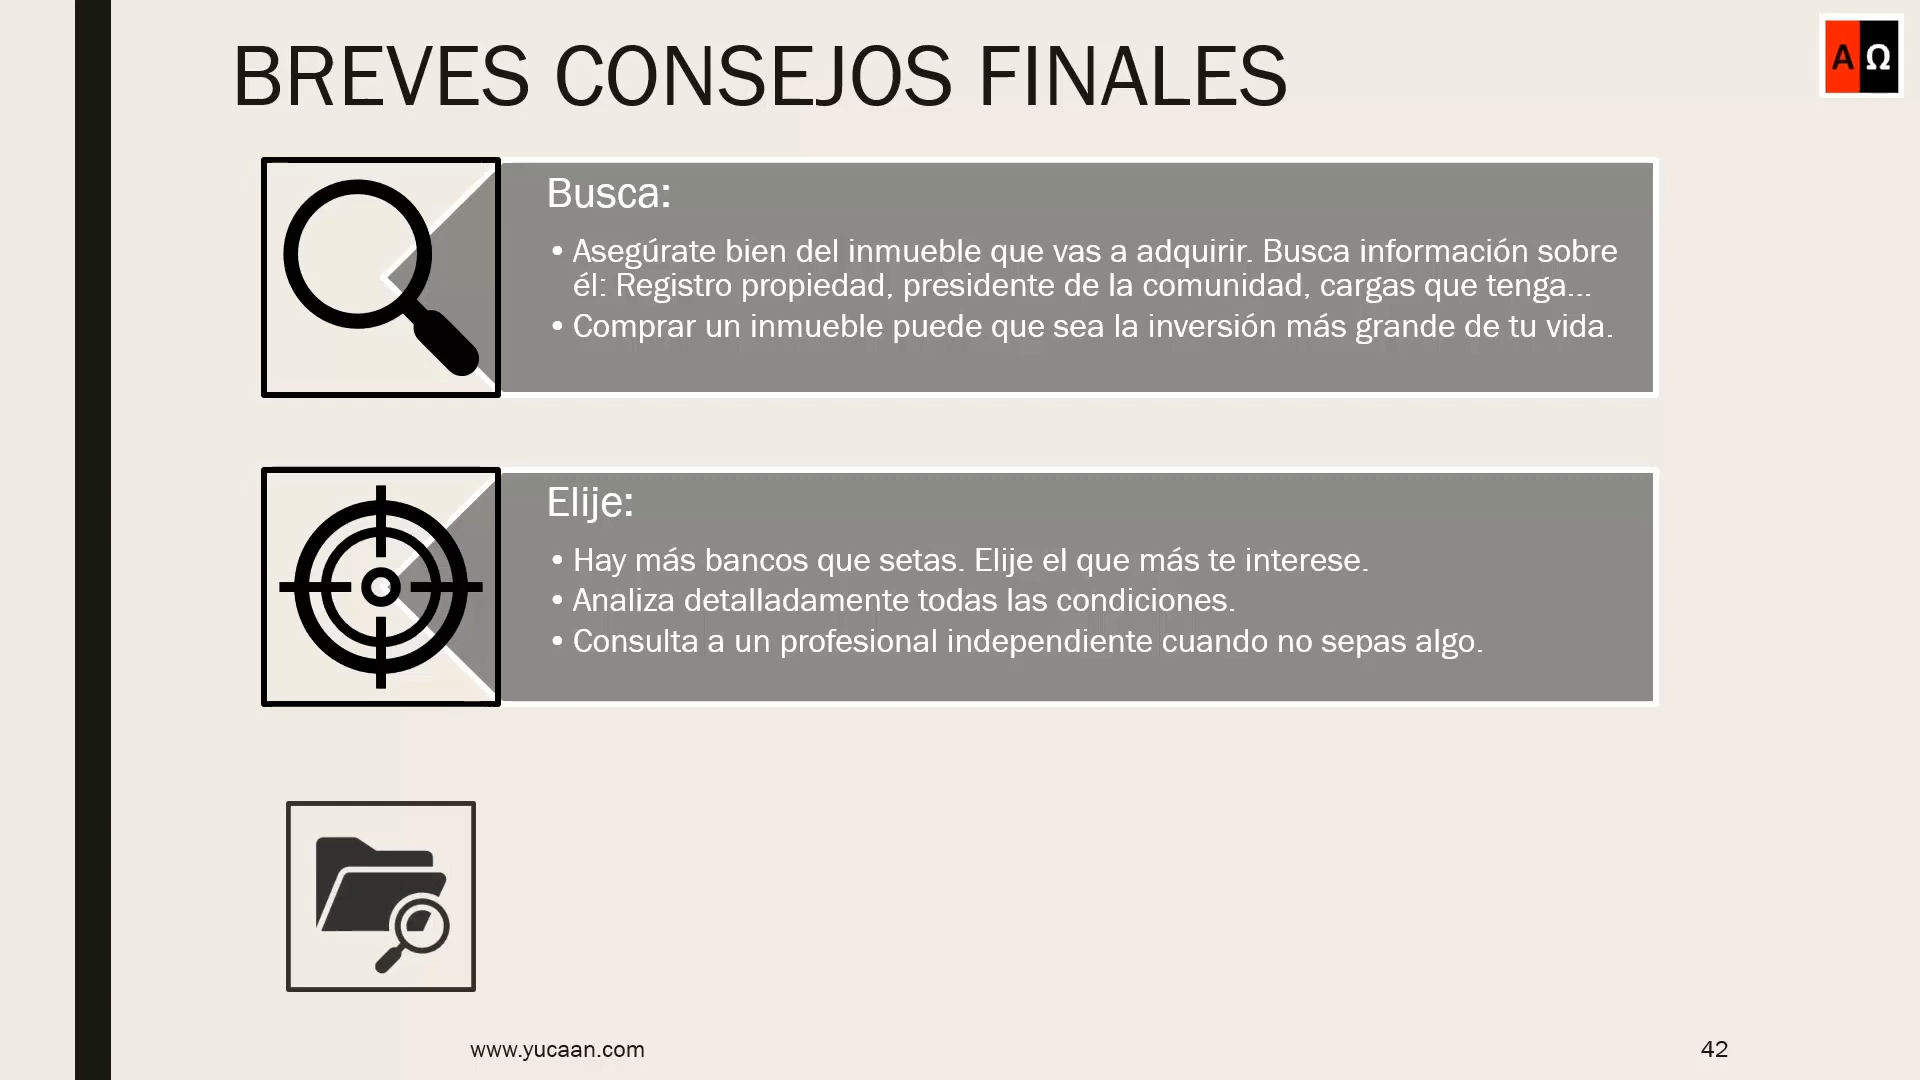 BREVES CONSEJOS FINALES
A Ω
Busca:
• Asegúrate bien del inmueble que vas a adquirir. Busca información sobre
él: Registro propiedad, presidente de la comunidad, cargas que tenga...
• Comprar un inmueble puede que sea la inversión más grande de tu vida.
Elije:
• Hay más bancos que setas. Elije el que más te interese.
• Analiza detalladamente todas las condiciones.
• Consulta a un profesional independiente cuando no sepas algo.
www.yucaan.com
42